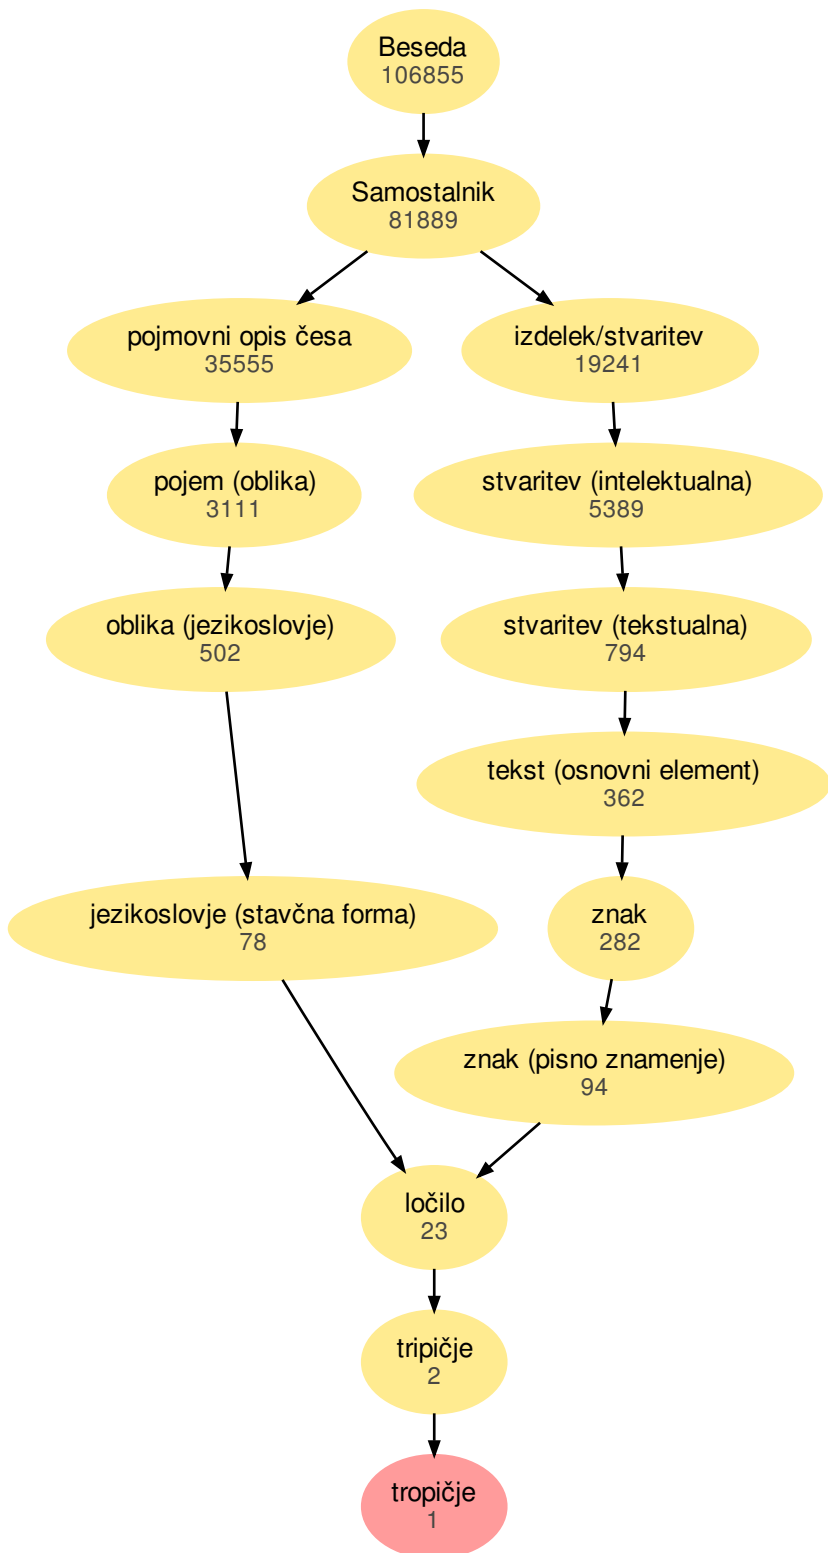 Beseda
106855
Samostalnik
81889
pojmovni opis česa
35555
izdelek/stvaritev
19241
pojem (oblika)
3111
stvaritev (intelektualna)
5389
oblika (jezikoslovje)
502
stvaritev (tekstualna)
794
tekst (osnovni element)
362
jezikoslovje (stavčna forma)
78
znak
282
znak (pisno znamenje)
94
ločilo
23
tripičje
2
tropičje
1